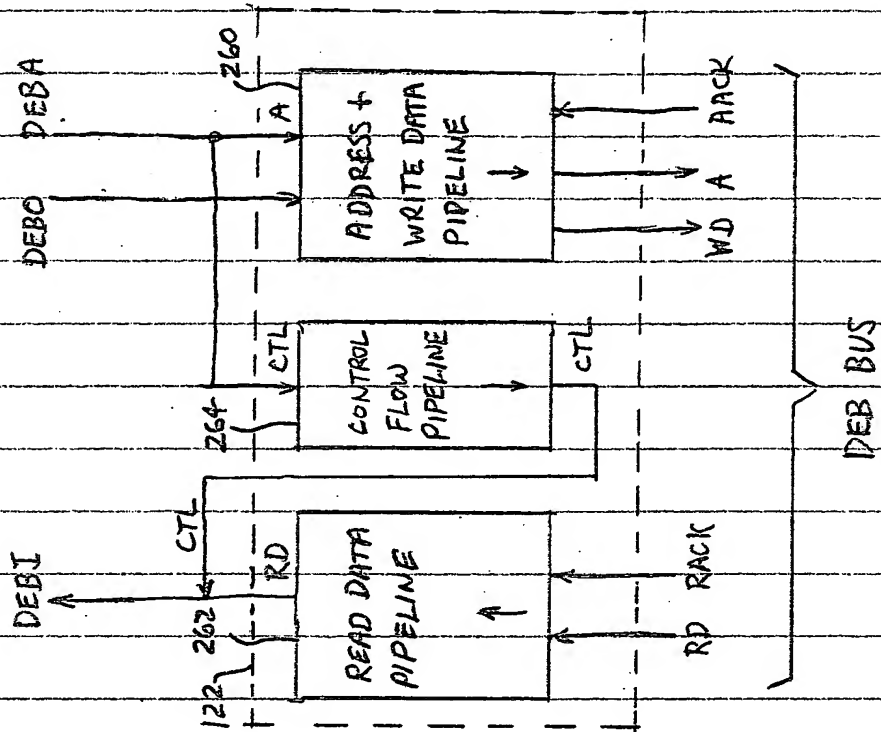 DEBA
DEBO
260
A
ADDRESS +
WRITE DATA
PIPELINE
AACK
A
WD
264
CTL
CONTROL
FLOW
PIPELINE
CTL
DEBI
CTL
RD
262
122
READ DATA
PIPELINE
RACK
RD
DEB BUS